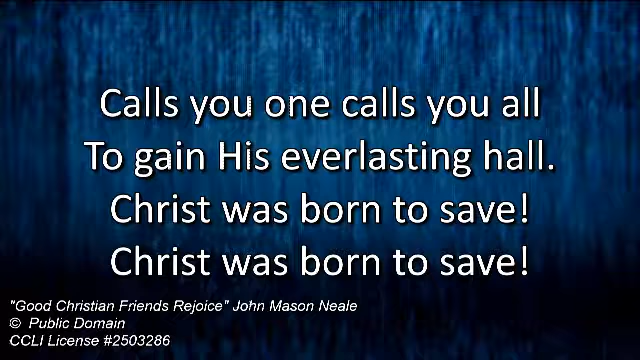 Calls you one calls you all
To gain His everlasting hall.
Christ was born to save!
Christ was born to save!
"Good Christian Friends Rejoice" John Mason Neale
© Public Domain
CCLI License #2503286